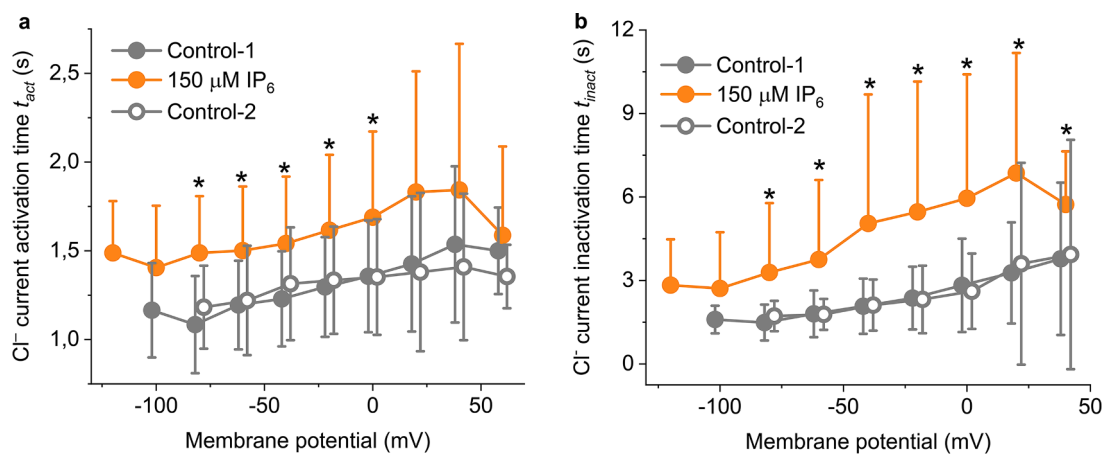 a
Cl⁻ current activation time t_act (s)
2,5
2,0
1,5
1,0
Control-1
150 μM IP₆
Control-2
* * * * *
-100 -50 0 50
Membrane potential (mV)
b
Cl⁻ current inactivation time t_inact (s)
12
9
6
3
0
Control-1
150 μM IP₆
Control-2
* * * * * * *
-100 -50 0 50
Membrane potential (mV)